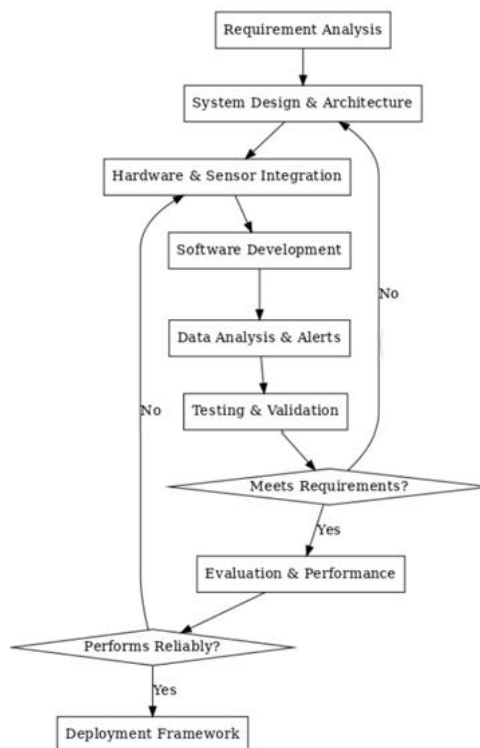 Requirement Analysis
System Design & Architecture
Hardware & Sensor Integration
Software Development
No
Data Analysis & Alerts
Testing & Validation
No
Meets Requirements?
Yes
Evaluation & Performance
Performs Reliably?
Yes
Deployment Framework